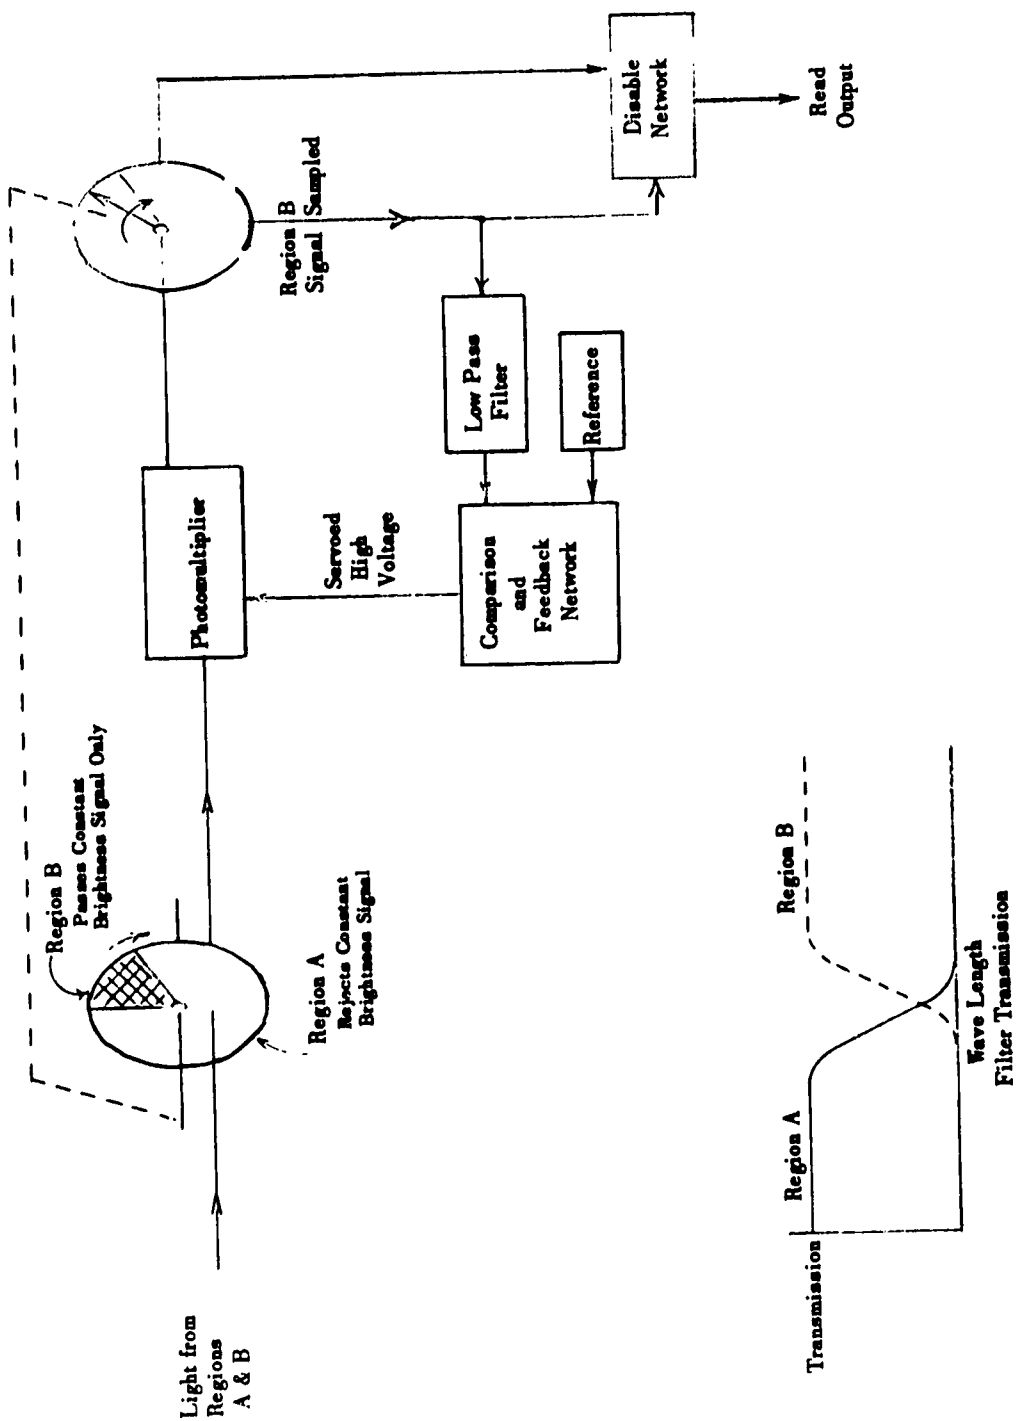 Light from
Regions
A & B
Region B
Passes Constant
Brightness Signal Only
Region A
Rejects Constant
Brightness Signal
Photomultiplier
Servoed
High
Voltage
Region B
Signal Sampled
Low Pass
Filter
Reference
Comparison
and
Feedback
Network
Disable
Network
Read
Output
Transmission
Region A
Region B
Wave Length
Filter Transmission